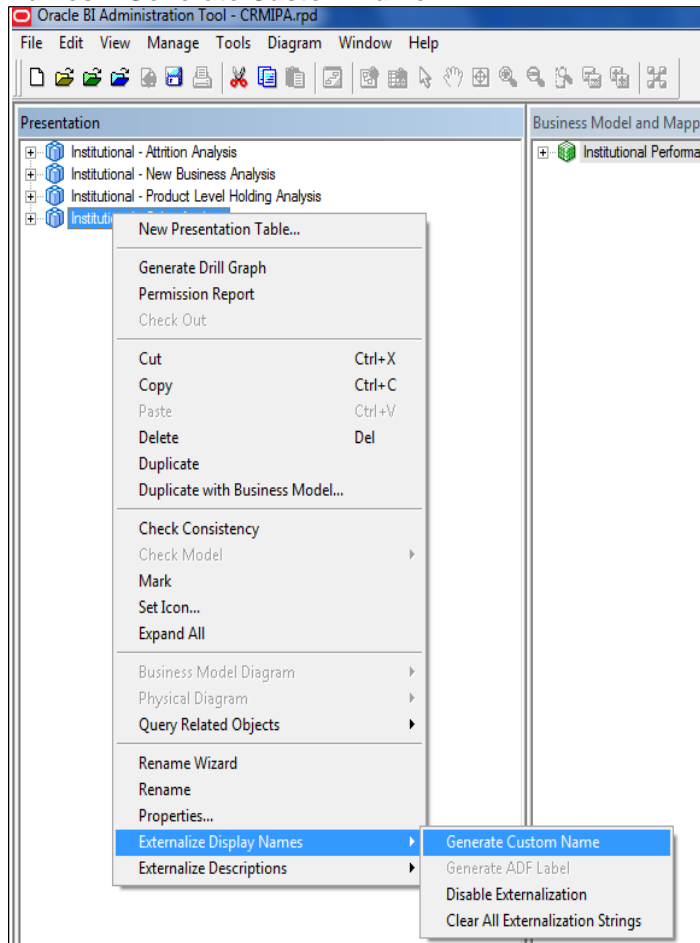 Oracle BI Administration Tool - CRMIPA.rpd
File Edit View Manage Tools Diagram Window Help
Presentation
Business Model and Mapp
Institutional - Attrition Analysis
Institutional Performa
Institutional - New Business Analysis
Institutional - Product Level Holding Analysis
Instituti
New Presentation Table...
Generate Drill Graph
Permission Report
Check Out
Cut Ctrl+X
Copy Ctrl+C
Paste Ctrl+V
Delete Del
Duplicate
Duplicate with Business Model...
Check Consistency
Check Model
Mark
Set Icon...
Expand All
Business Model Diagram
Physical Diagram
Query Related Objects
Rename Wizard
Rename
Properties...
Externalize Display Names
Generate Custom Name
Externalize Descriptions
Generate ADF Label
Disable Externalization
Clear All Externalization Strings